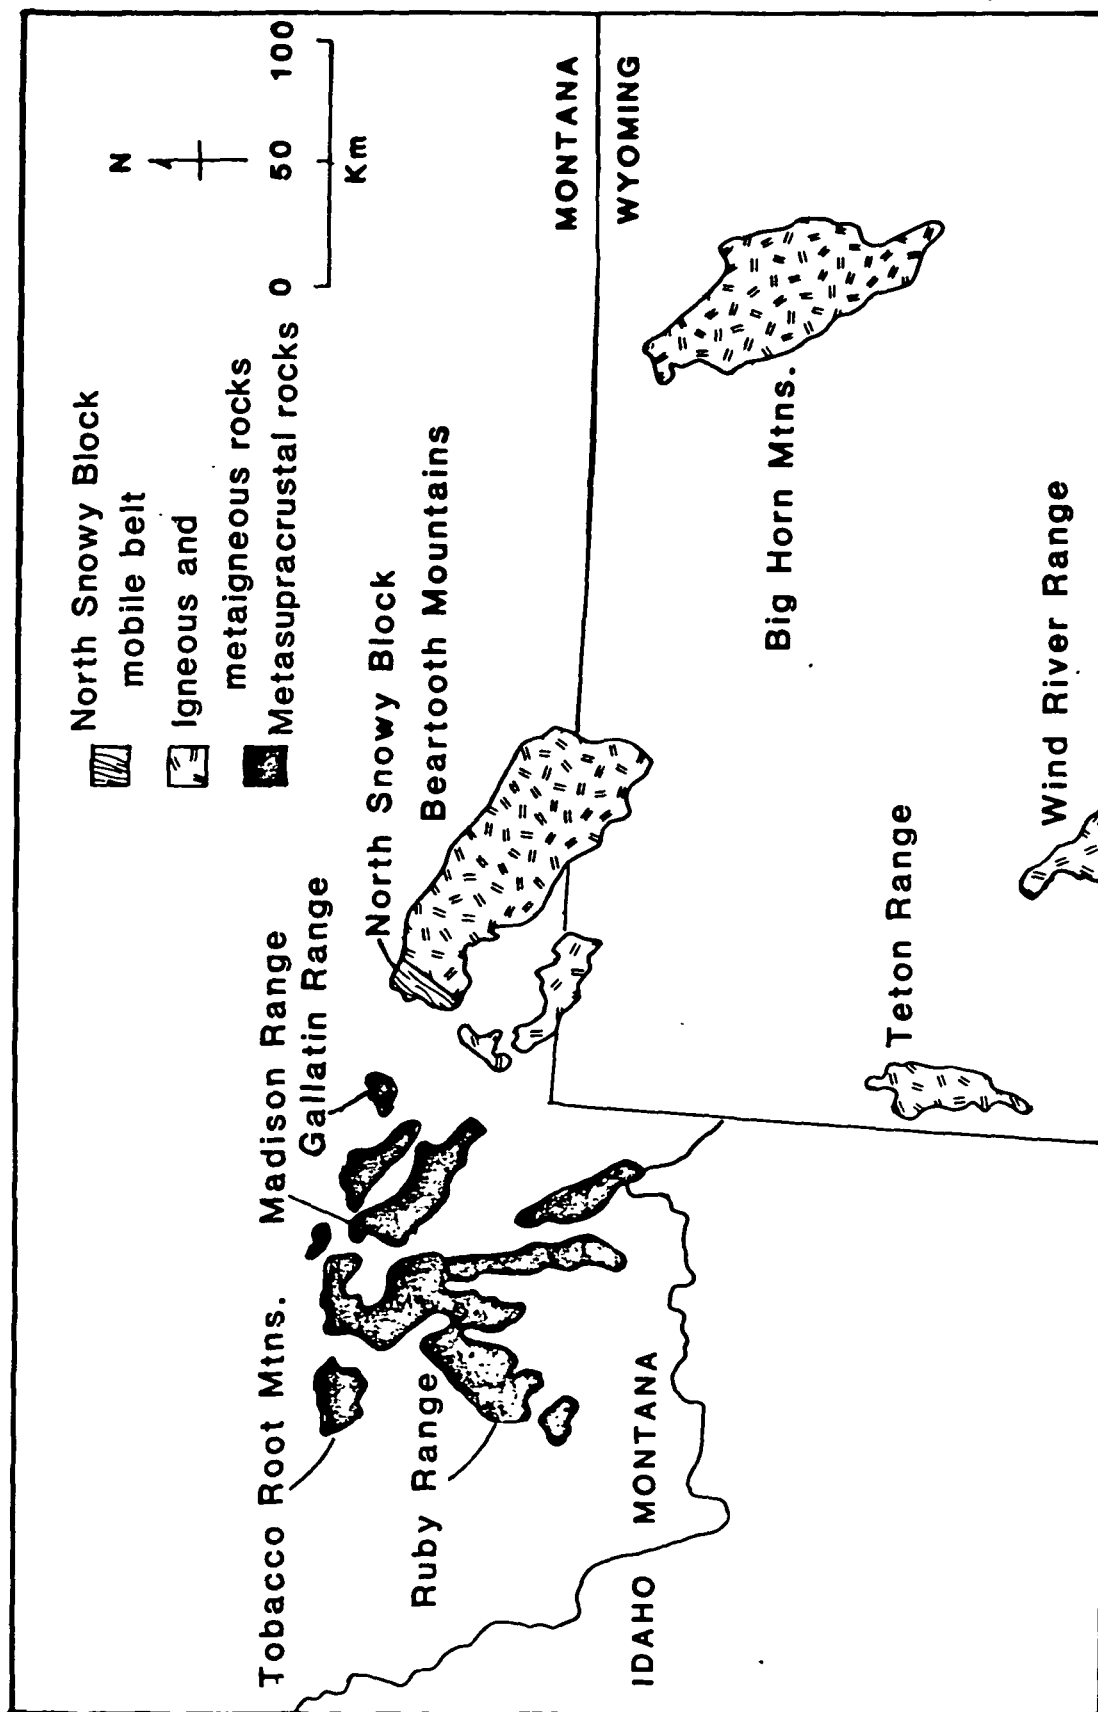 North Snowy Block
mobile belt
Igneous and
metaigneous rocks
Metasupracrustal rocks
N
0 50 100
Km
MONTANA
WYOMING
Tobacco Root Mtns.
Madison Range
Gallatin Range
North Snowy Block
Beartooth Mountains
Ruby Range
IDAHO
MONTANA
Big Horn Mtns.
Teton Range
Wind River Range